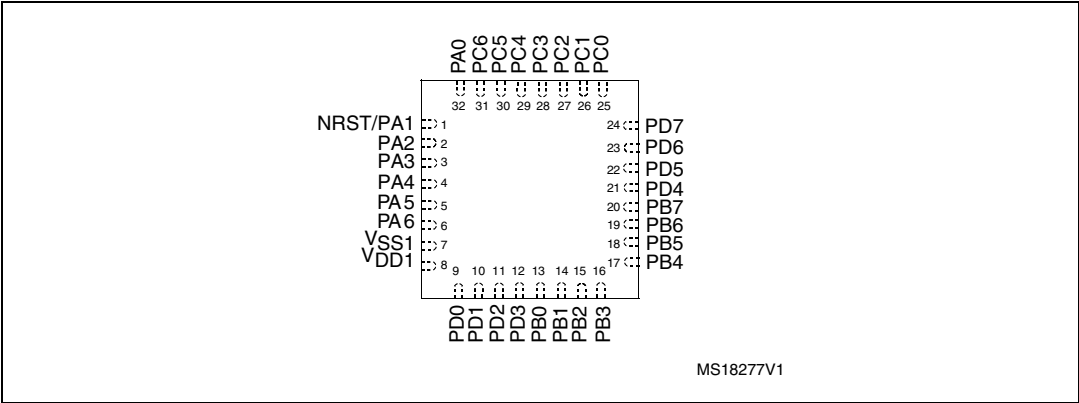 PA0 PC6 PC5 PC4 PC3 PC2 PC1 PC0
32 31 30 29 28 27 26 25
NRST/PA1 1
PA2 2
PA3 3
PA4 4
PA5 5
PA6 6
VSS1 7
VDD1 8
24 PD7
23 PD6
22 PD5
21 PD4
20 PB7
19 PB6
18 PB5
17 PB4
9 10 11 12 13 14 15 16
PD0 PD1 PD2 PD3 PB0 PB1 PB2 PB3
MS18277V1